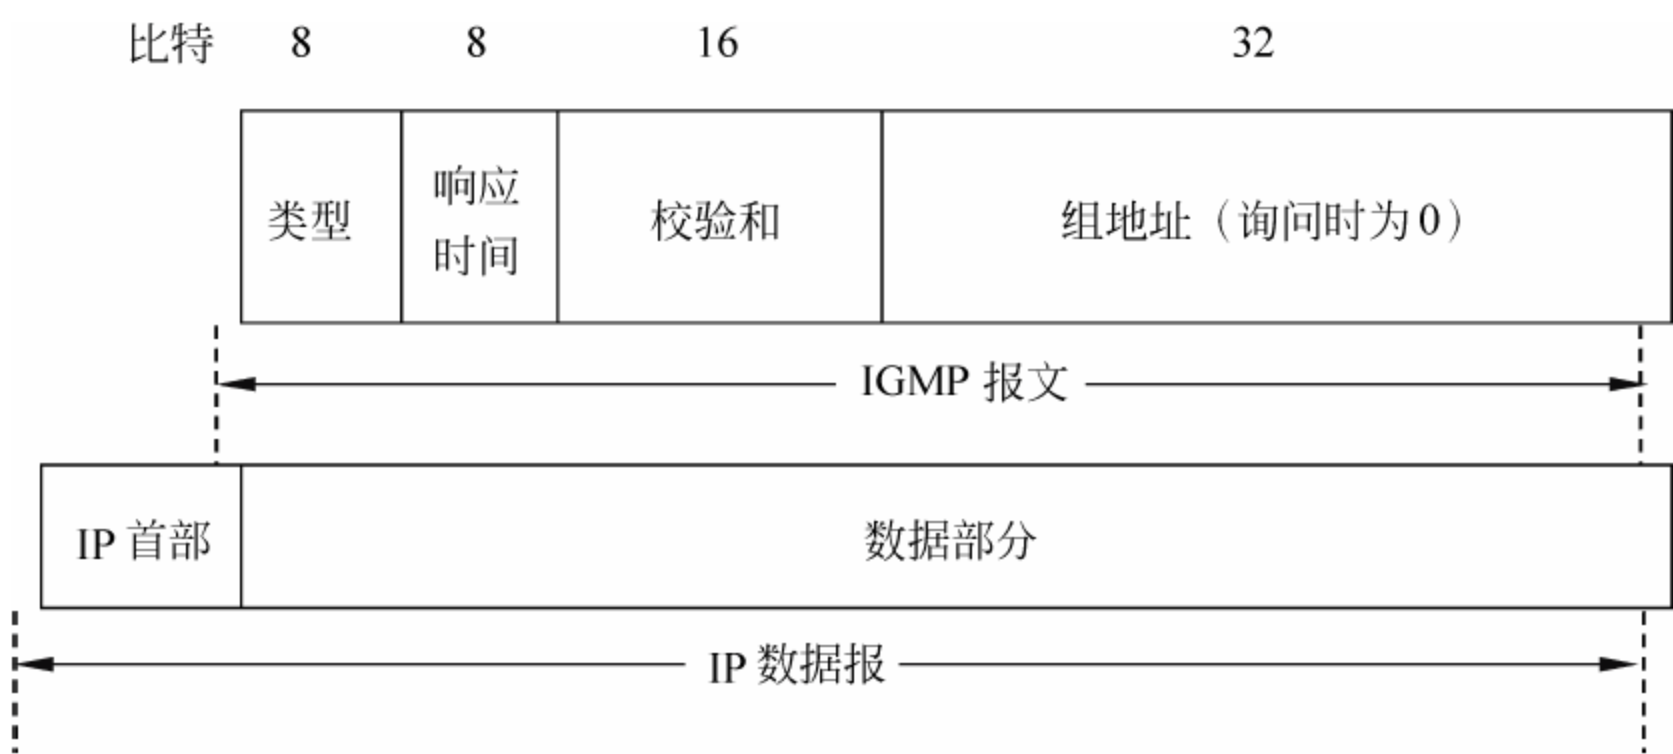 比特 8 8 16 32
类型
响应
时间
校验和
组地址（询问时为0）
IGMP 报文
IP 首部
数据部分
IP 数据报